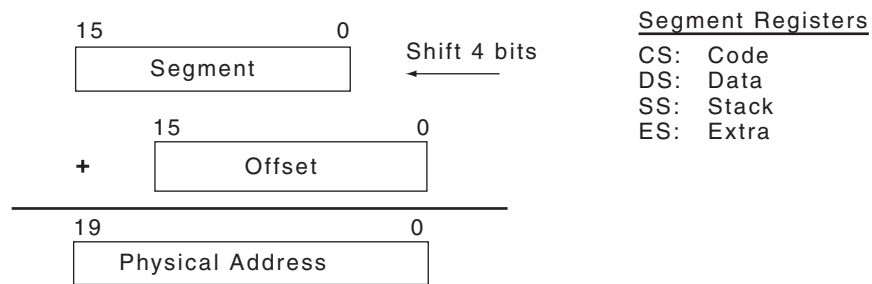 15 0
Segment
Shift 4 bits
15 0
+ Offset
19 0
Physical Address
Segment Registers
CS: Code
DS: Data
SS: Stack
ES: Extra